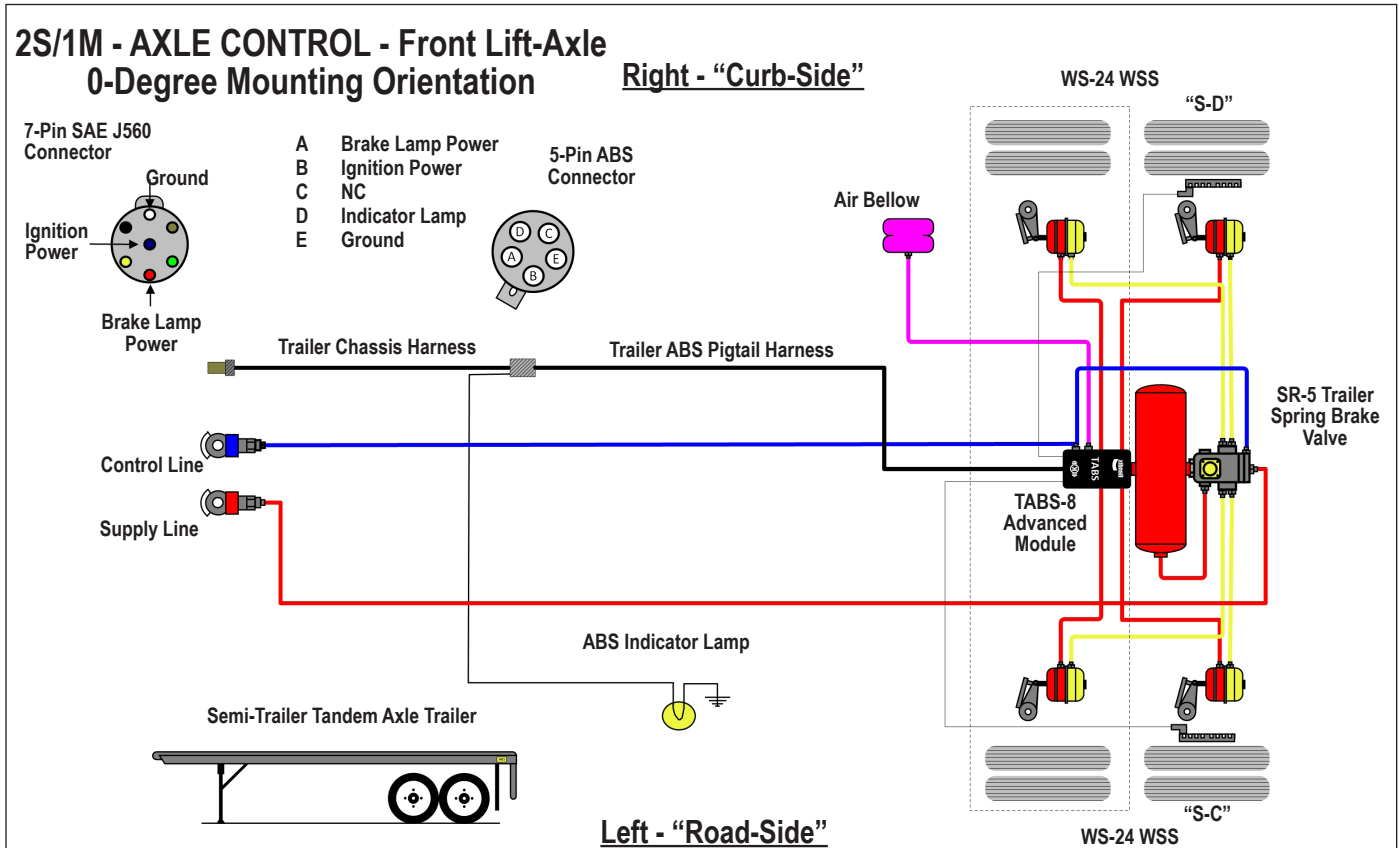 2S/1M - AXLE CONTROL - Front Lift-Axle
0-Degree Mounting Orientation
Right - “Curb-Side”
WS-24 WSS
“S-D”
7-Pin SAE J560
Connector
Ground
Ignition
Power
Brake Lamp
Power
A Brake Lamp Power
B Ignition Power
C NC
D Indicator Lamp
E Ground
5-Pin ABS
Connector
D
C
A
E
B
Air Bellow
Trailer Chassis Harness
Trailer ABS Pigtail Harness
SR-5 Trailer
Spring Brake
Valve
Control Line
TABS
TABS-8
Advanced
Module
Supply Line
ABS Indicator Lamp
Semi-Trailer Tandem Axle Trailer
“S-C”
Left - “Road-Side”
WS-24 WSS